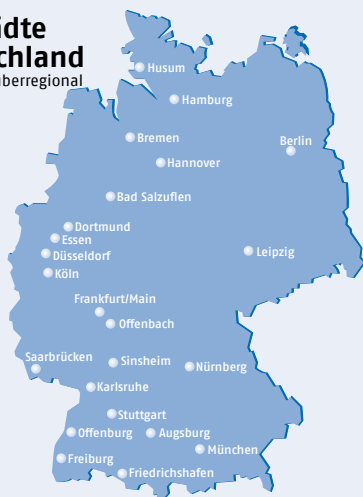 ädte
chland
überregional
Husum
Hamburg
Bremen
Berlin
Hannover
Bad Salzuflen
Dortmund
Essen
Düsseldorf
Leipzig
Köln
Frankfurt/Main
Offenbach
Saarbrücken
Sinsheim
Nürnberg
Karlsruhe
Stuttgart
Offenburg
Augsburg
München
Freiburg
Friedrichshafen